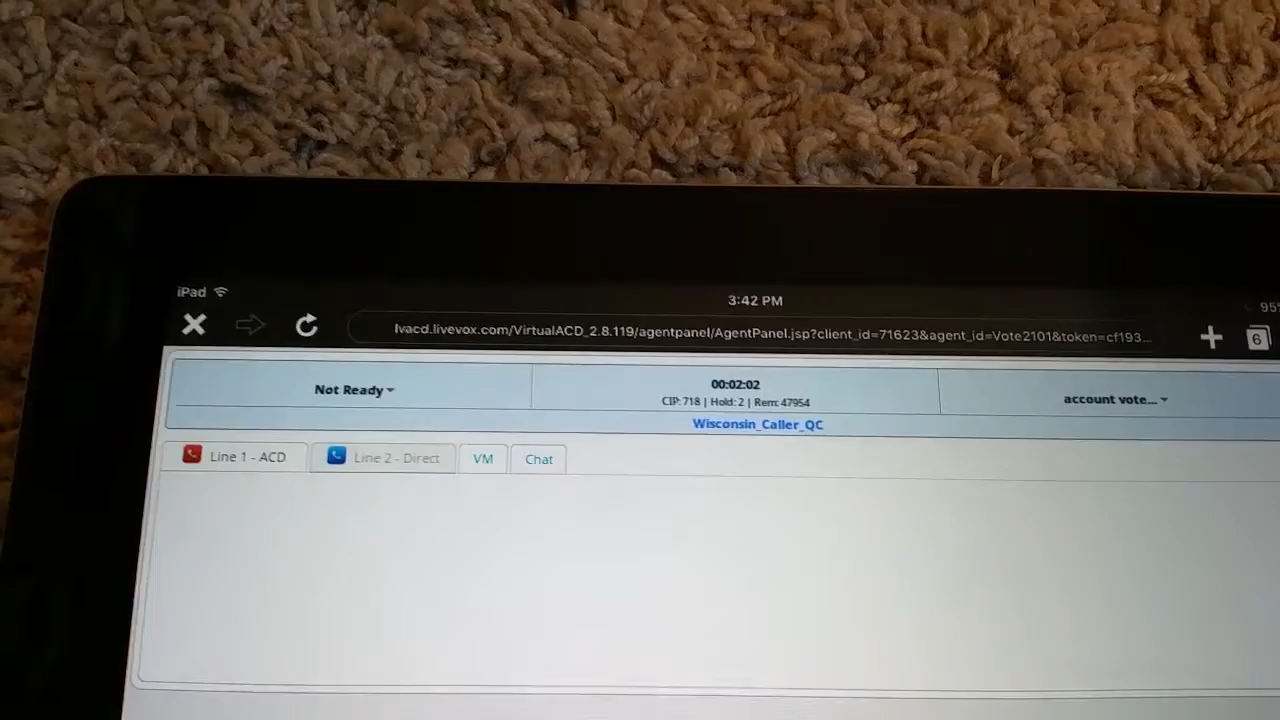 iPad
3:42 PM
95
lvacd.livevox.com/VirtualACD_2.8.119/agentpanel/AgentPanel.jsp?client_id=71623&agent_id=Vote2101&token=cf193...
6
Not Ready
00:02:02
account vote...
CIP: 718 | Hold: 2 | Rem: 47954
Wisconsin_Caller_QC
Line 1 - ACD
Line 2 - Direct
VM
Chat